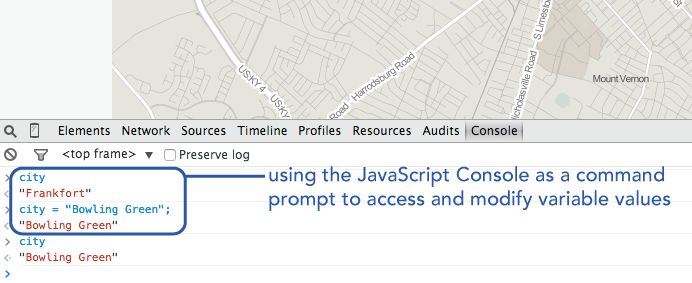 S Limesto
USKY 4 - USKY
Road - Harrodsburg Road
Nicholasville Road
Mount Vernon
Elements Network Sources Timeline Profiles Resources Audits Console
<top frame> ▼ Preserve log
> city
"Frankfort"
> city = "Bowling Green";
"Bowling Green"
> city
"Bowling Green"
>
using the JavaScript Console as a command
prompt to access and modify variable values